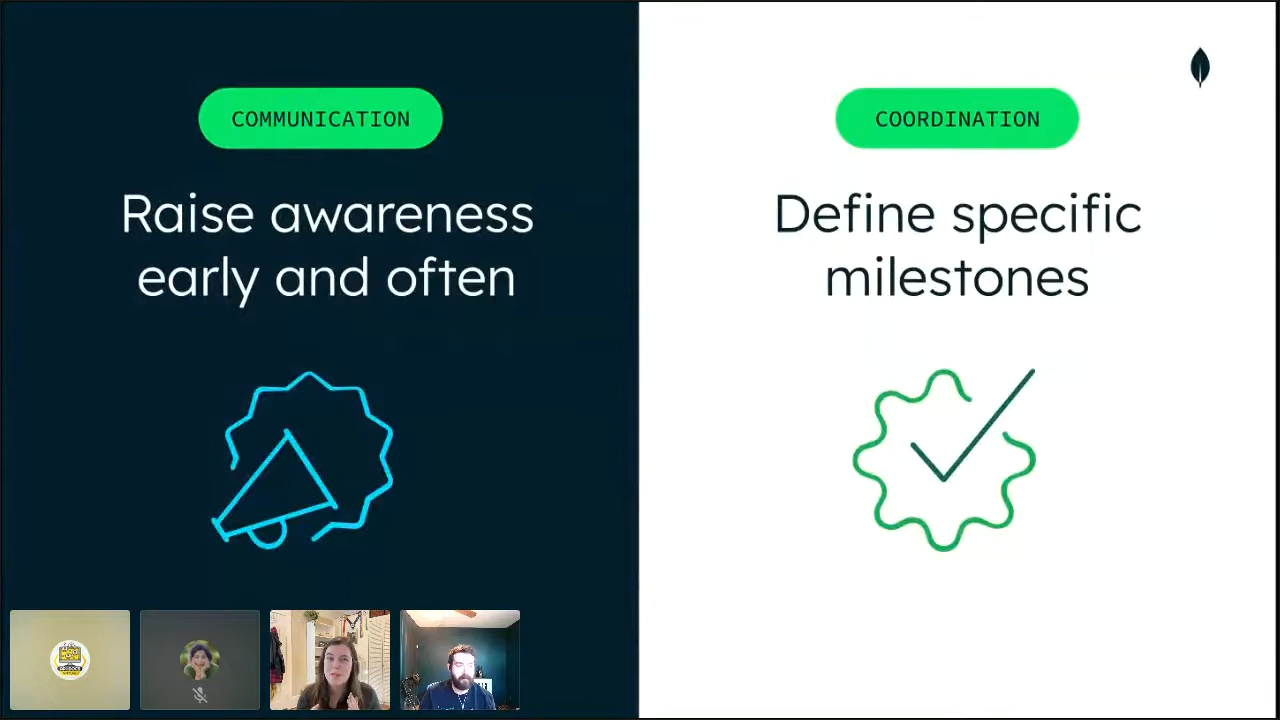 COMMUNICATION
Raise awareness
early and often
COORDINATION
Define specific
milestones